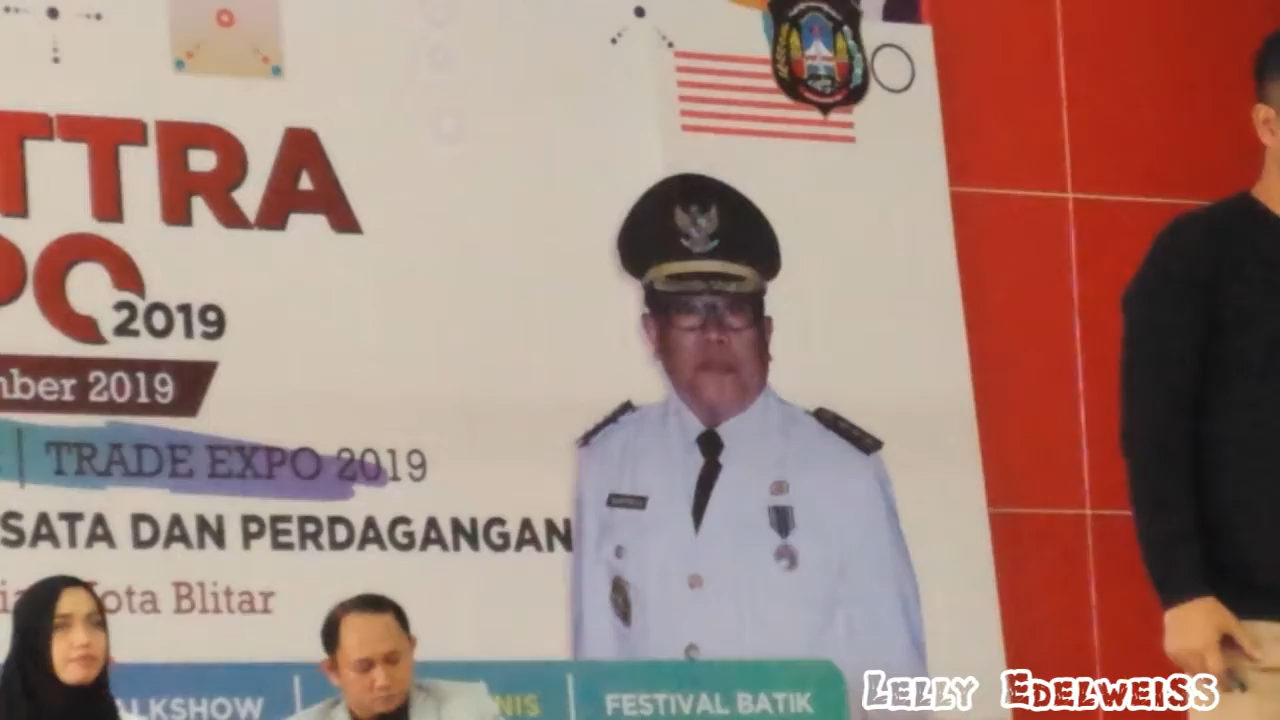 TTRA
PO 2019
mber 2019
| TRADE EXPO 2019
SATA DAN PERDAGANGAN
Kota Blitar
ALKSHOW | NIS | FESTIVAL BATIK
LELLY EDELWEISS